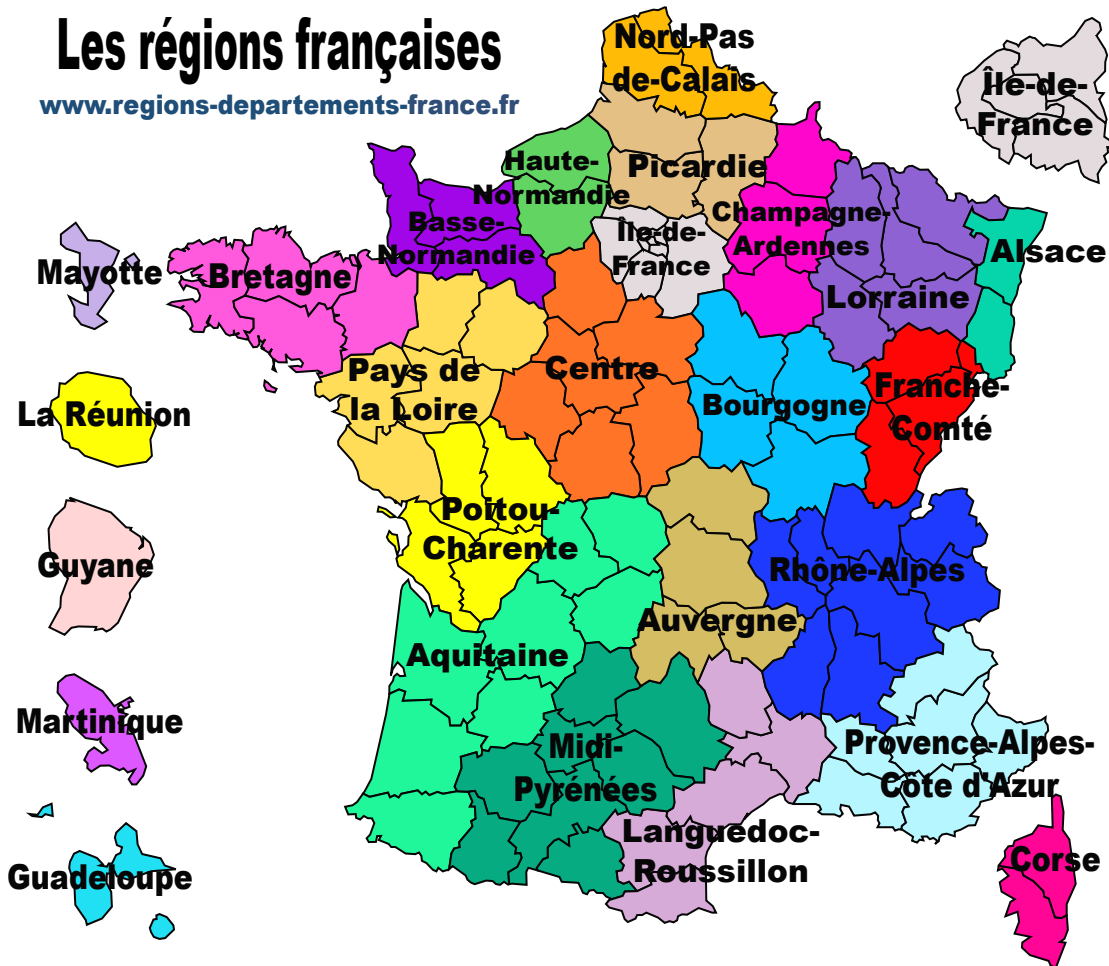 Les régions françaises
www.regions-departements-france.fr
Nord-Pas
de-Calais
Île-de-
France
Haute-
Normandie
Picardie
Basse-
Normandie
Île-de-
France
Champagne-
Ardennes
Alsace
Lorraine
Mayotte
Bretagne
Pays de
la Loire
Centre
Bourgogne
Franche-
Comté
La Réunion
Poitou-
Charente
Guyane
Rhône-Alpes
Auvergne
Aquitaine
Martinique
Midi-
Pyrénées
Provence-Alpes-
Côte d'Azur
Languedoc-
Roussillon
Corse
Guadeloupe